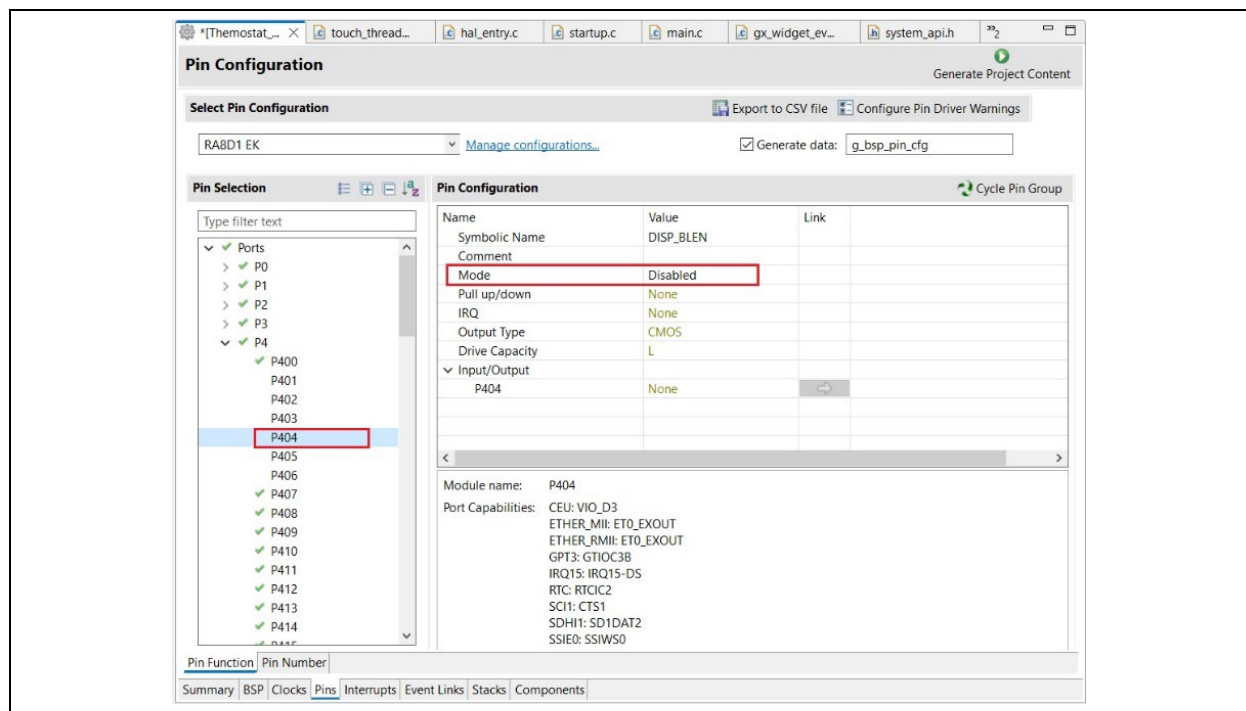 *[Themostat_... touch_thread... hal_entry.c startup.c main.c gx_widget_ev... system_api.h »2
Pin Configuration
Generate Project Content
Select Pin Configuration Export to CSV file Configure Pin Driver Warnings
RA8D1 EK Manage configurations... Generate data: g_bsp_pin_cfg
Pin Selection
Type filter text
Ports
P0
P1
P2
P3
P4
P400
P401
P402
P403
P404
P405
P406
P407
P408
P409
P410
P411
P412
P413
P414
Pin Configuration Cycle Pin Group
Name Value Link
Symbolic Name DISP_BLEN
Comment
Mode Disabled
Pull up/down None
IRQ None
Output Type CMOS
Drive Capacity L
Input/Output
P404 None
Module name: P404
Port Capabilities: CEU: VIO_D3
ETHER_MII: ET0_EXOUT
ETHER_RMII: ET0_EXOUT
GPT3: GTIOC3B
IRQ15: IRQ15-DS
RTC: RTCIC2
SCI1: CTS1
SDHI1: SD1DAT2
SSIE0: SSIWS0
Pin Function Pin Number
Summary BSP Clocks Pins Interrupts Event Links Stacks Components